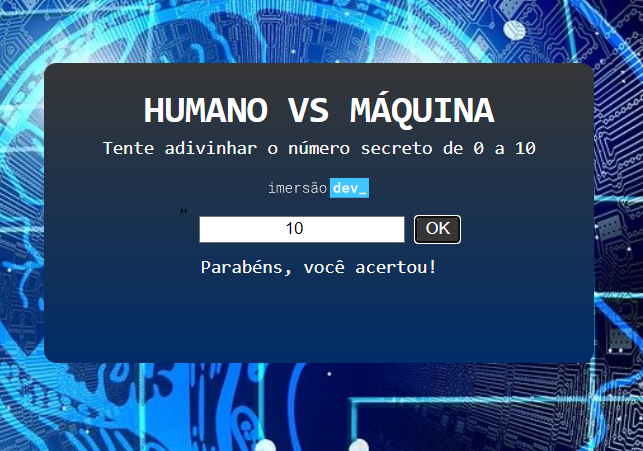 HUMANO VS MÁQUINA
Tente adivinhar o número secreto de 0 a 10
imersão dev_
"
10 OK
Parabéns, você acertou!